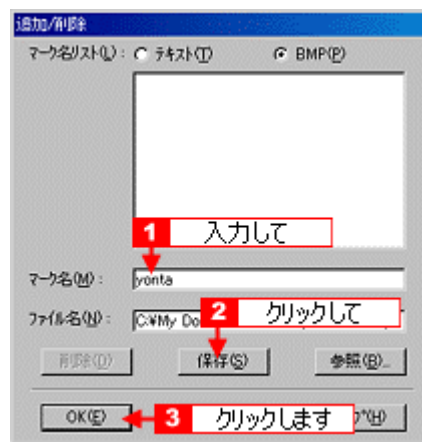 追加/削除
マーク名リスト(L): テキスト(T) BMP(P)
1 入力して
マーク名(M): yonta
2 クリックして
ファイル名(N): C:¥My Do
削除(D) 保存(S) 参照(B)...
OK(E) 3 クリックします プ(H)